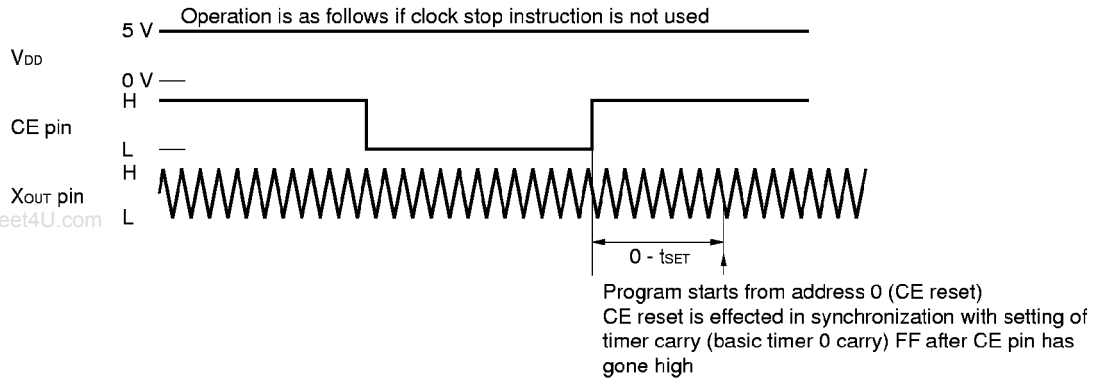 Operation is as follows if clock stop instruction is not used
5 V
VDD
0 V
H
CE pin
L
H
XOUT pin
L
eet4U.com
0 - tSET
Program starts from address 0 (CE reset)
CE reset is effected in synchronization with setting of
timer carry (basic timer 0 carry) FF after CE pin has
gone high